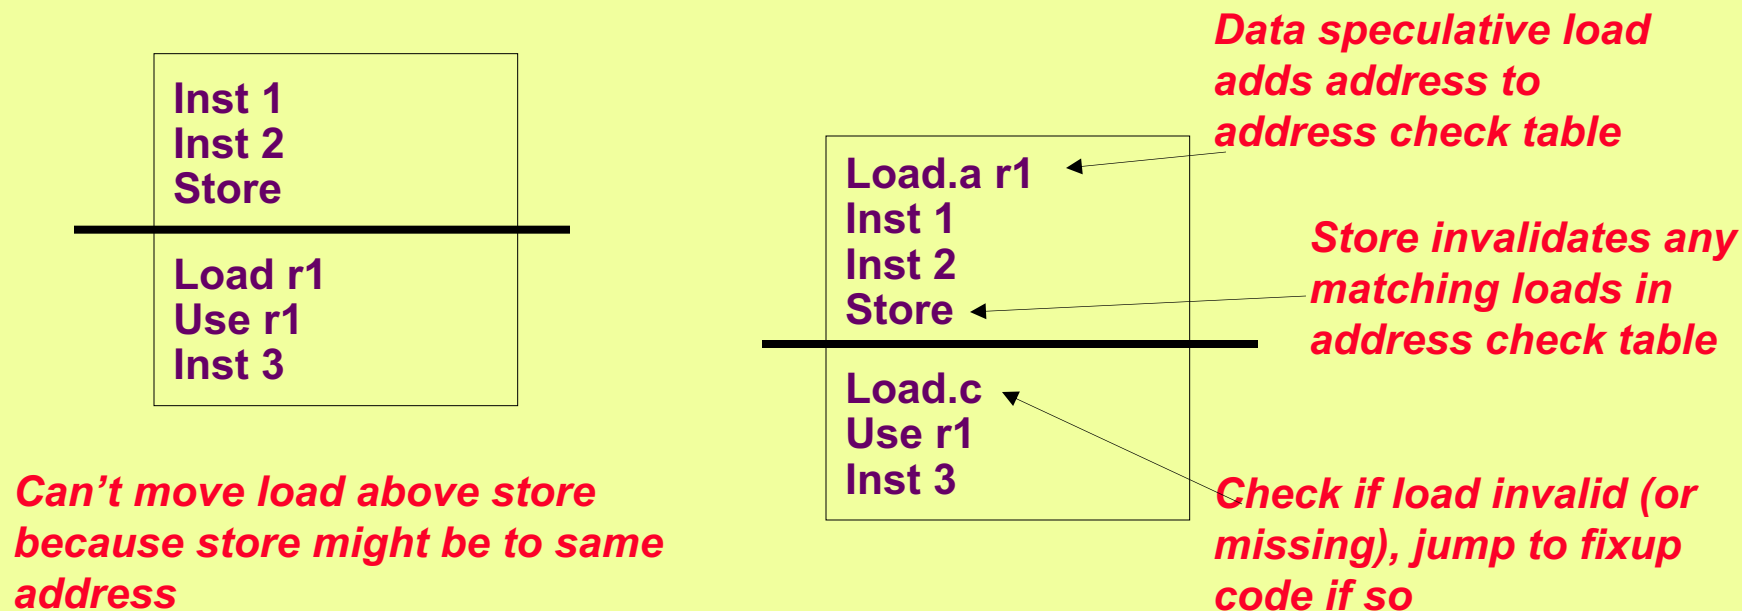 Inst 1
Inst 2
Store
Load r1
Use r1
Inst 3
Can’t move load above store
because store might be to same
address
Load.a r1
Inst 1
Inst 2
Store
Load.c
Use r1
Inst 3
Data speculative load
adds address to
address check table
Store invalidates any
matching loads in
address check table
Check if load invalid (or
missing), jump to fixup
code if so